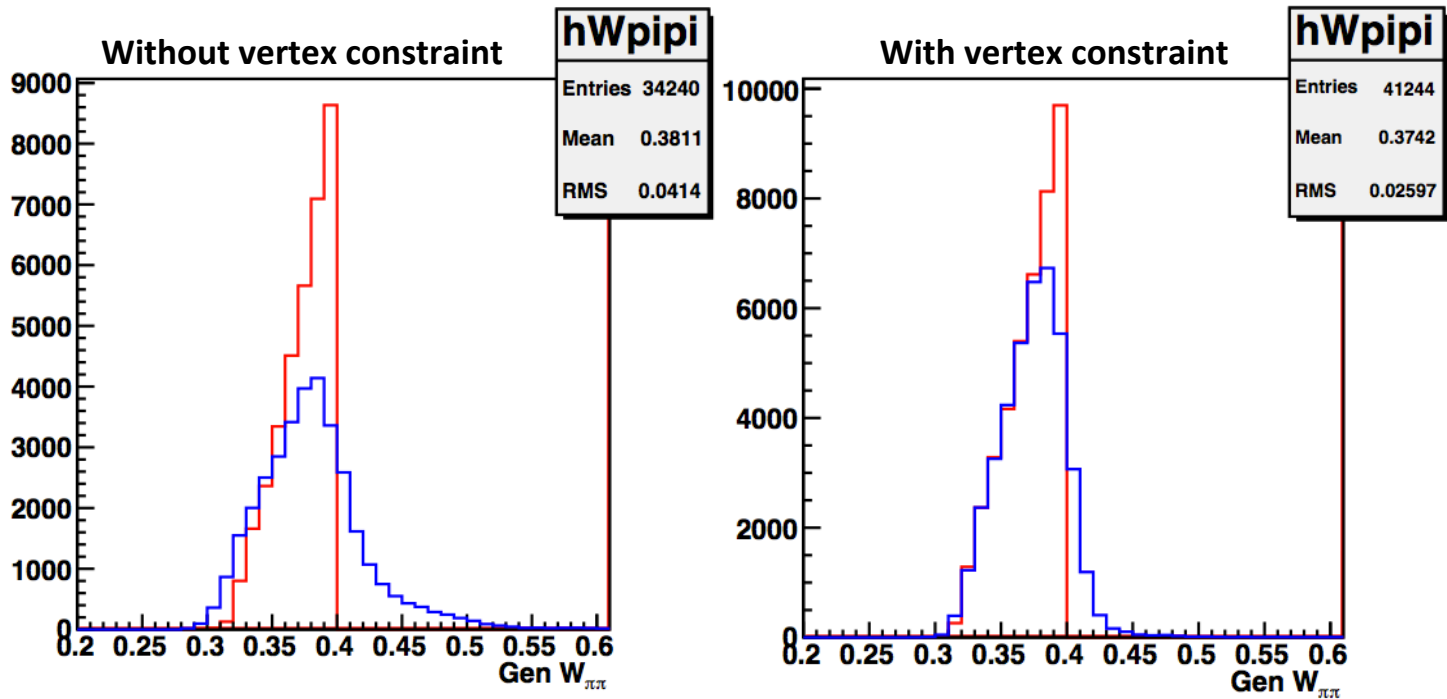 Without vertex constraint
hWpipi
Entries 34240
Mean 0.3811
RMS 0.0414
9000
8000
7000
6000
5000
4000
3000
2000
1000
0
0.2 0.25 0.3 0.35 0.4 0.45 0.5 0.55 0.6
Gen Wππ
With vertex constraint
hWpipi
Entries 41244
Mean 0.3742
RMS 0.02597
10000
8000
6000
4000
2000
0
0.2 0.25 0.3 0.35 0.4 0.45 0.5 0.55 0.6
Gen Wππ